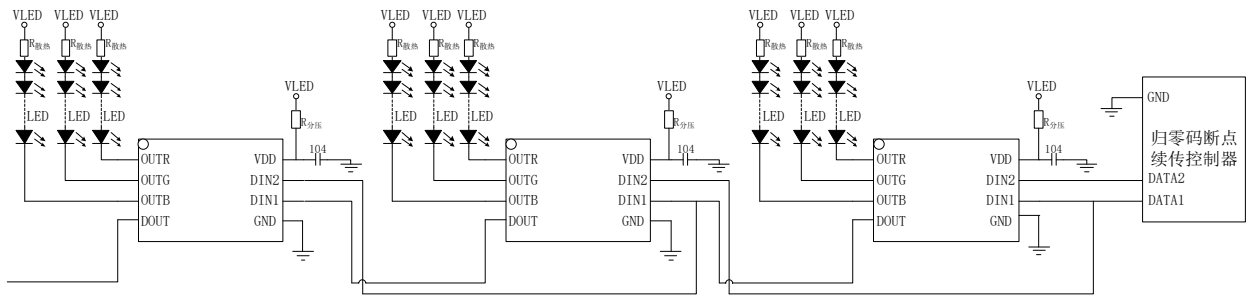 VLED VLED VLED
R散热 R散热 R散热
LED LED LED
VLED
R分压
104
OUTR VDD
OUTG DIN2
OUTB DIN1
DOUT GND
VLED VLED VLED
R散热 R散热 R散热
LED LED LED
VLED
R分压
104
OUTR VDD
OUTG DIN2
OUTB DIN1
DOUT GND
VLED VLED VLED
R散热 R散热 R散热
LED LED LED
VLED
R分压
104
OUTR VDD
OUTG DIN2
OUTB DIN1
DOUT GND
GND
归零码断点
续传控制器
DATA2
DATA1